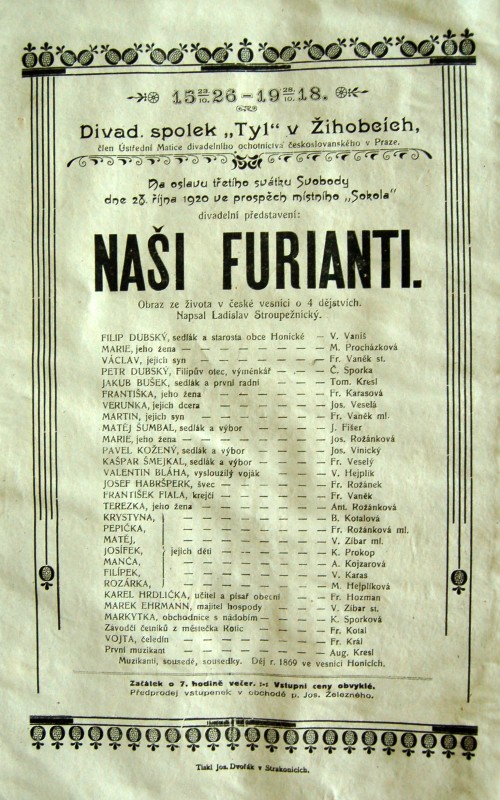 15 23/10. 26 – 19 28/10. 18.
Divad. spolek „Tyl“ v Žihobcích,
člen Ústřední Matice divadelního ochotnictva československého v Praze.
Na oslavu třetího svátku Svobody
dne 28. října 1920 ve prospěch místního „Sokola“
divadelní představení:
NAŠI FURIANTI.
Obraz ze života v české vesnici o 4 dějstvích.
Napsal Ladislav Stroupežnický.
FILIP DUBSKÝ, sedlák a starosta obce Honické – V. Vaniš
MARIE, jeho žena – – – – – – – M. Procházková
VÁCLAV, jejich syn – – – – – – – Fr. Vaněk st.
PETR DUBSKÝ, Filipův otec, výměnkář – – – Č. Sporka
JAKUB BUŠEK, sedlák a první radní – – – Tom. Kresl
FRANTIŠKA, jeho žena – – – – – – Fr. Karasová
VERUNKA, jejich dcera – – – – – – Jos. Veselá
MARTIN, jejich syn – – – – – – – Fr. Vaněk ml.
MATĚJ ŠUMBAL, sedlák a výbor – – – – J. Fišer
MARIE, jeho žena – – – – – – – Jos. Rožánková
PAVEL KOŽENÝ, sedlák a výbor – – – – Jos. Vinický
KAŠPAR ŠMEJKAL, sedlák a výbor – – – – Fr. Veselý
VALENTIN BLÁHA, vysloužilý voják – – – – V. Hejplík
JOSEF HABRŠPERK, švec – – – – – – Fr. Rožánek
FRANTIŠEK FIALA, krejčí – – – – – – Fr. Vaněk
TEREZKA, jeho žena – – – – – – – Ant. Rožánková
KRYSTYNA, – – – – – – B. Kotalová
PEPIČKA, – – – – – – Fr. Rožánková ml.
MATĚJ, – – – – – – V. Zíbar ml.
JOSÍFEK, } jejich děti – – – – – – K. Prokop
MANČA, – – – – – – A. Kojzarová
FILÍPEK, – – – – – – V. Karas
ROZÁRKA, – – – – – – M. Hejplíková
KAREL HRDLIČKA, učitel a písař obecní – – Fr. Hozman
MAREK EHRMANN, majitel hospody – – – V. Zíbar st.
MARKYTKA, obchodnice s nádobím – – – – K. Sporková
Závodčí četníků z městečka Rotic – – – – Fr. Kotal
VOJTA, čeledín – – – – – – – – Fr. Král
První muzikant – – – – – – – – Aug. Kresl
Muzikanti, sousedé, sousedky. Děj r. 1869 ve vesnici Honicích.
Začátek o 7. hodině večer. :-: Vstupní ceny obvyklé.
Předprodej vstupenek v obchodě p. Jos. Železného.
Tiskl Jos. Dvořák v Strakonicích.